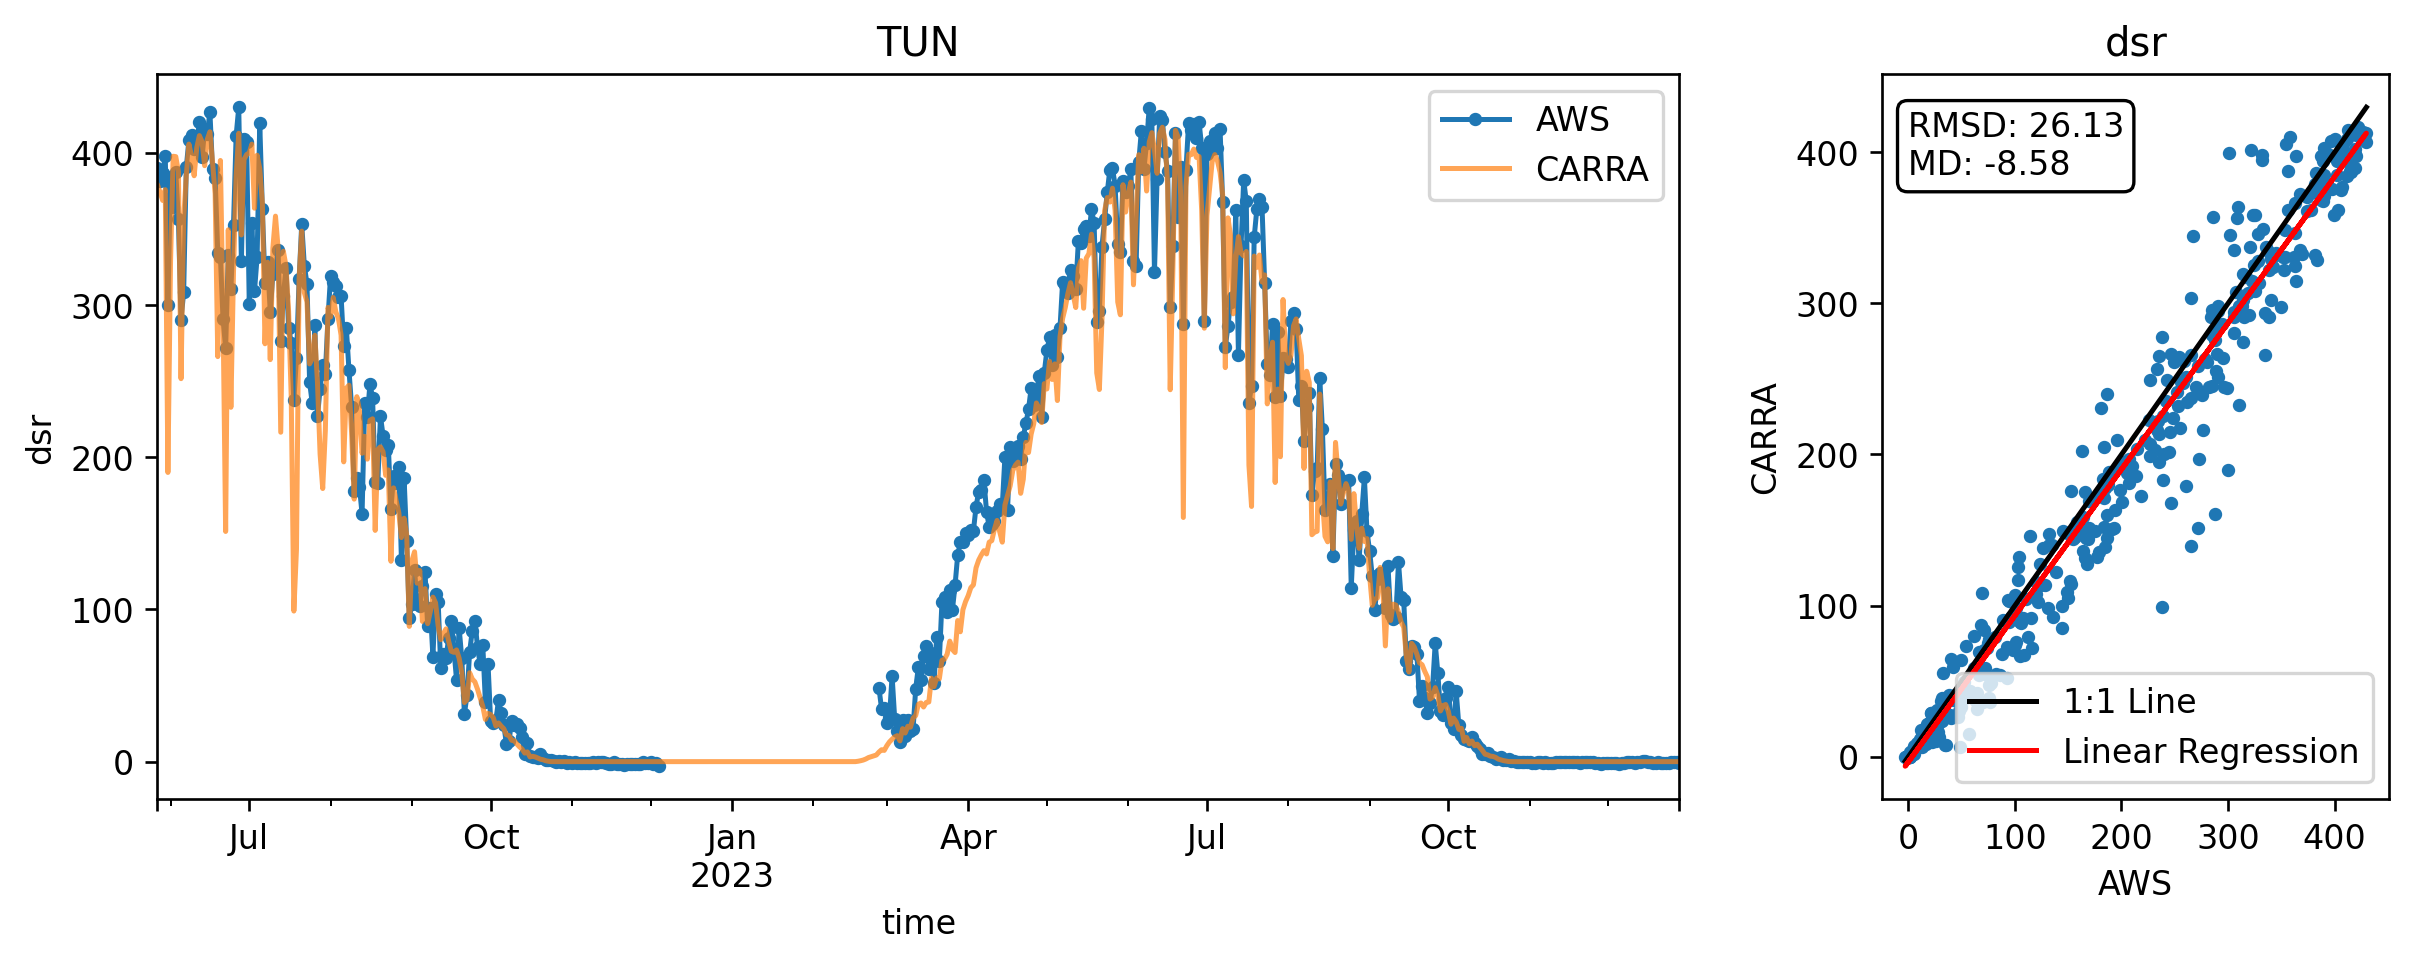 TUN
dsr
400
300
200
100
0
dsr
AWS
CARRA
Jul
Oct
Jan
2023
Apr
Jul
Oct
time
RMSD: 26.13
MD: -8.58
400
300
200
100
0
CARRA
1:1 Line
Linear Regression
0
100
200
300
400
AWS